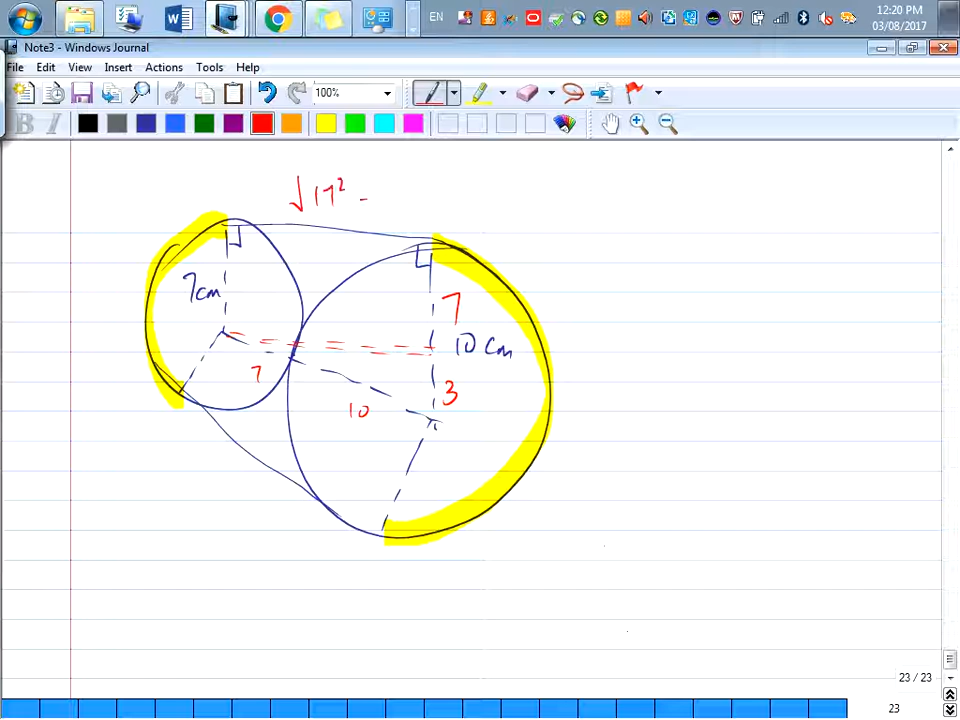 EN
12:20 PM
03/08/2017
Note3 - Windows Journal
File Edit View Insert Actions Tools Help
100%
B I
√17² -
7cm
7
10 cm
7
3
10
23 / 23
23